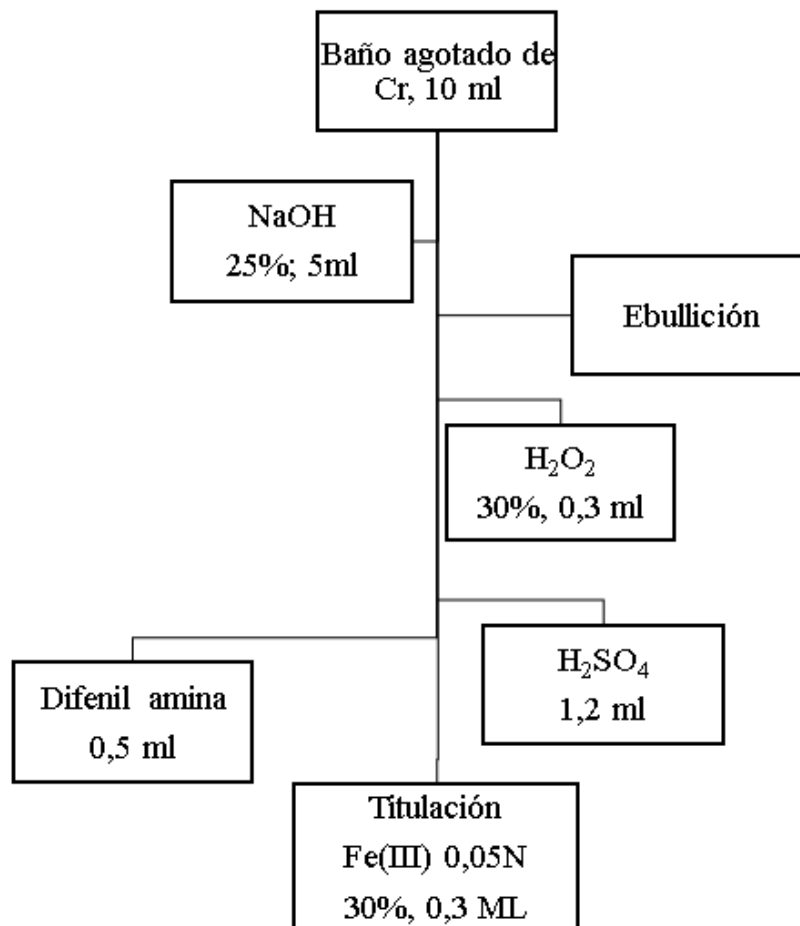 Baño agotado de
Cr, 10 ml
NaOH
25%; 5ml
Ebullición
H₂O₂
30%, 0,3 ml
H₂SO₄
1,2 ml
Difenil amina
0,5 ml
Titulación
Fe(III) 0,05N
30%, 0,3 ML